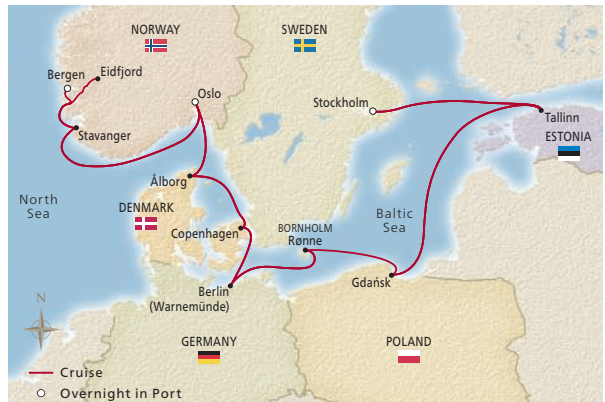 NORWAY
SWEDEN
Bergen
Eidfjord
Oslo
Stockholm
Tallinn
ESTONIA
Stavanger
Ålborg
North
Sea
DENMARK
Copenhagen
BORNHOLM
Rønne
Baltic
Sea
Gdańsk
Berlin
(Warnemünde)
N
GERMANY
POLAND
Cruise
Overnight in Port